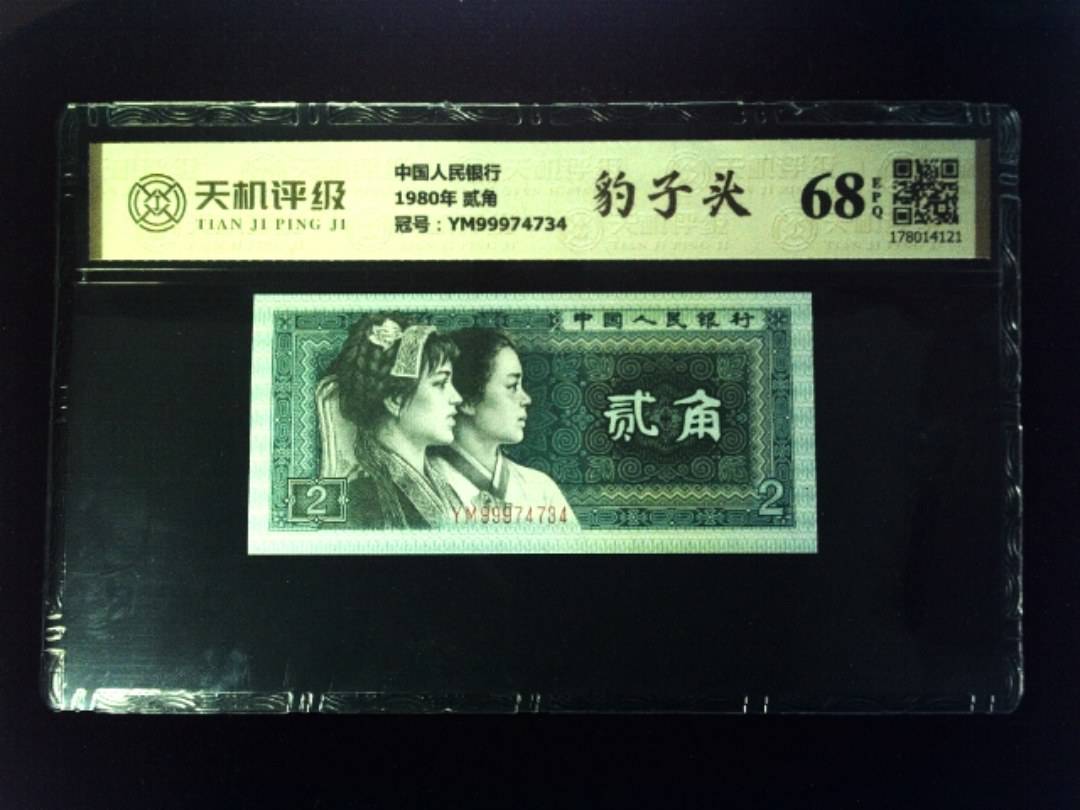 天机评级
TIAN JI PING JI
中国人民银行
1980年 贰角
冠号：YM99974734
豹子头
68
EPQ
178014121
中国人民银行
贰角
2
2
YM99974734